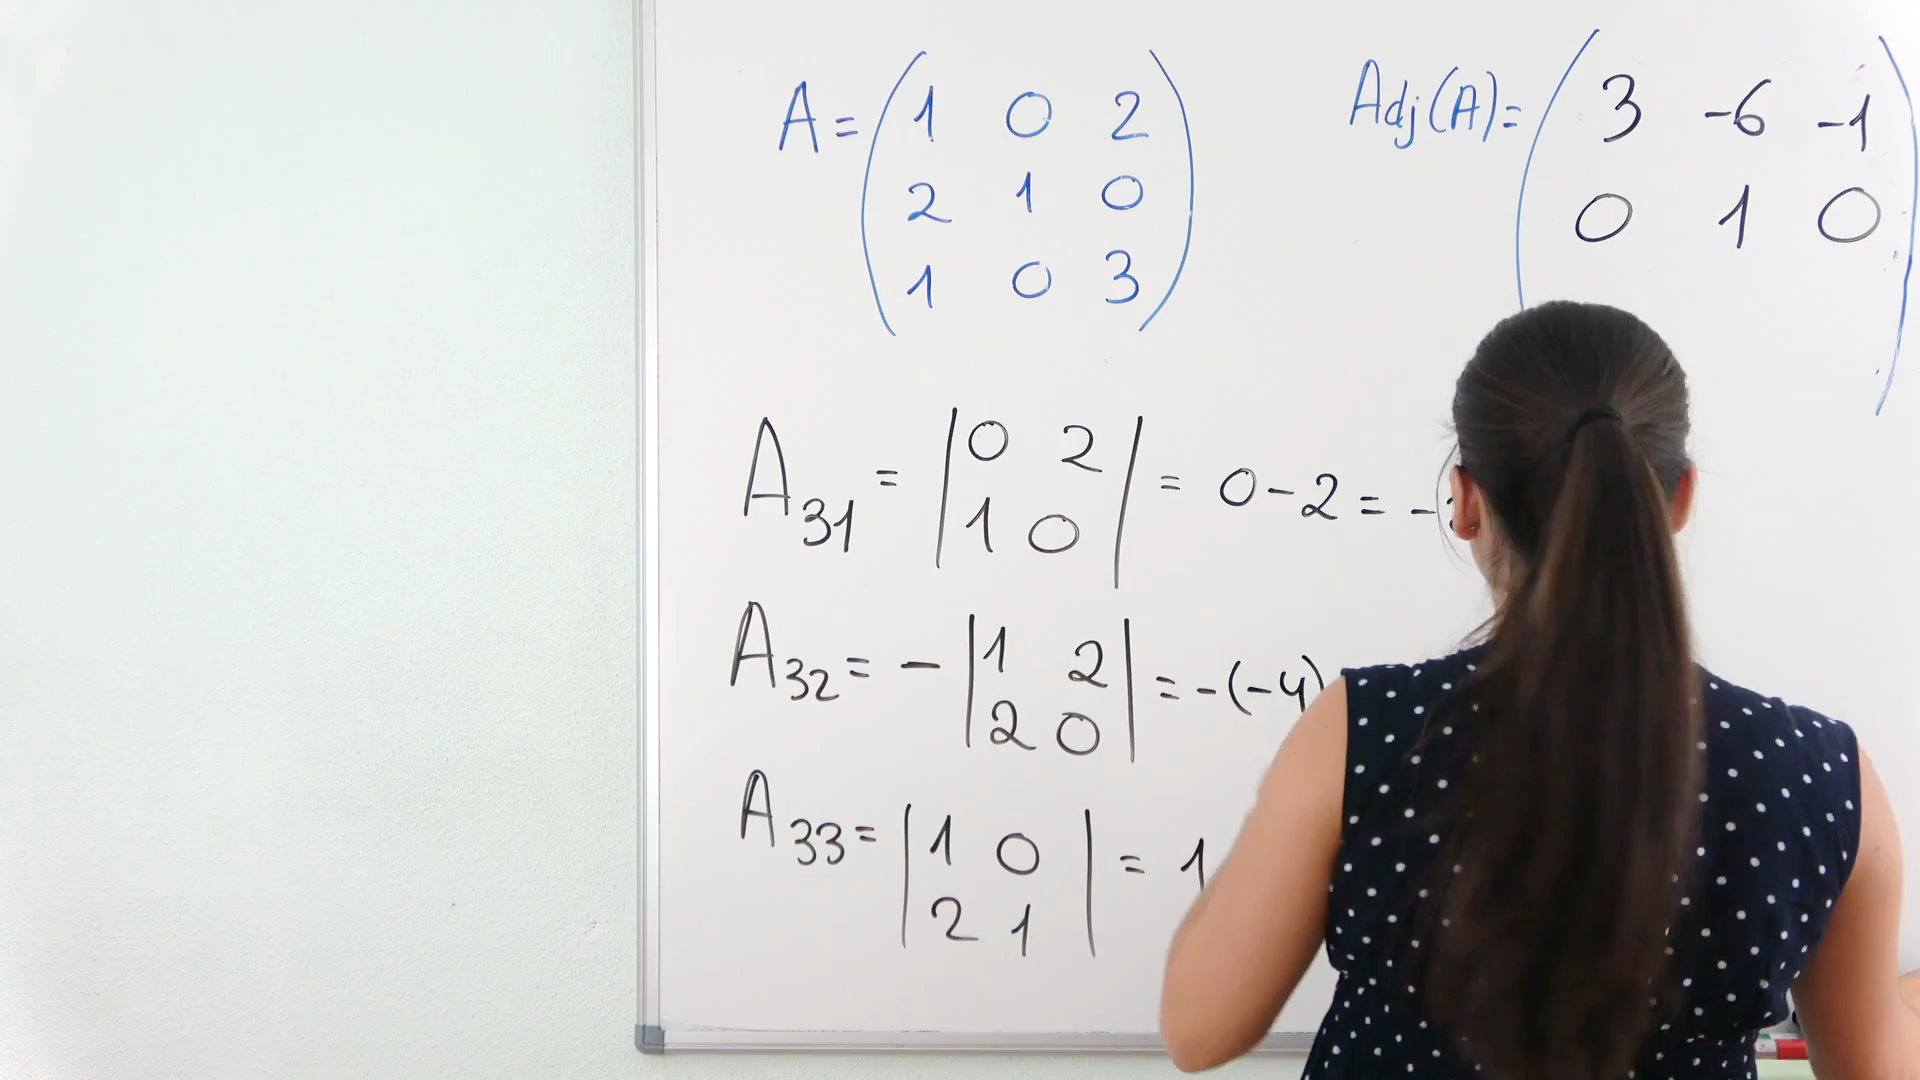 A = ( 1 0 2
2 1 0
1 0 3 )
Adj(A) = ( 3 -6 -1
0 1 0 )
A31 = | 0 2
1 0 | = 0 - 2 = -
A32 = - | 1 2
2 0 | = -(-4)
A33 = | 1 0
2 1 | = 1